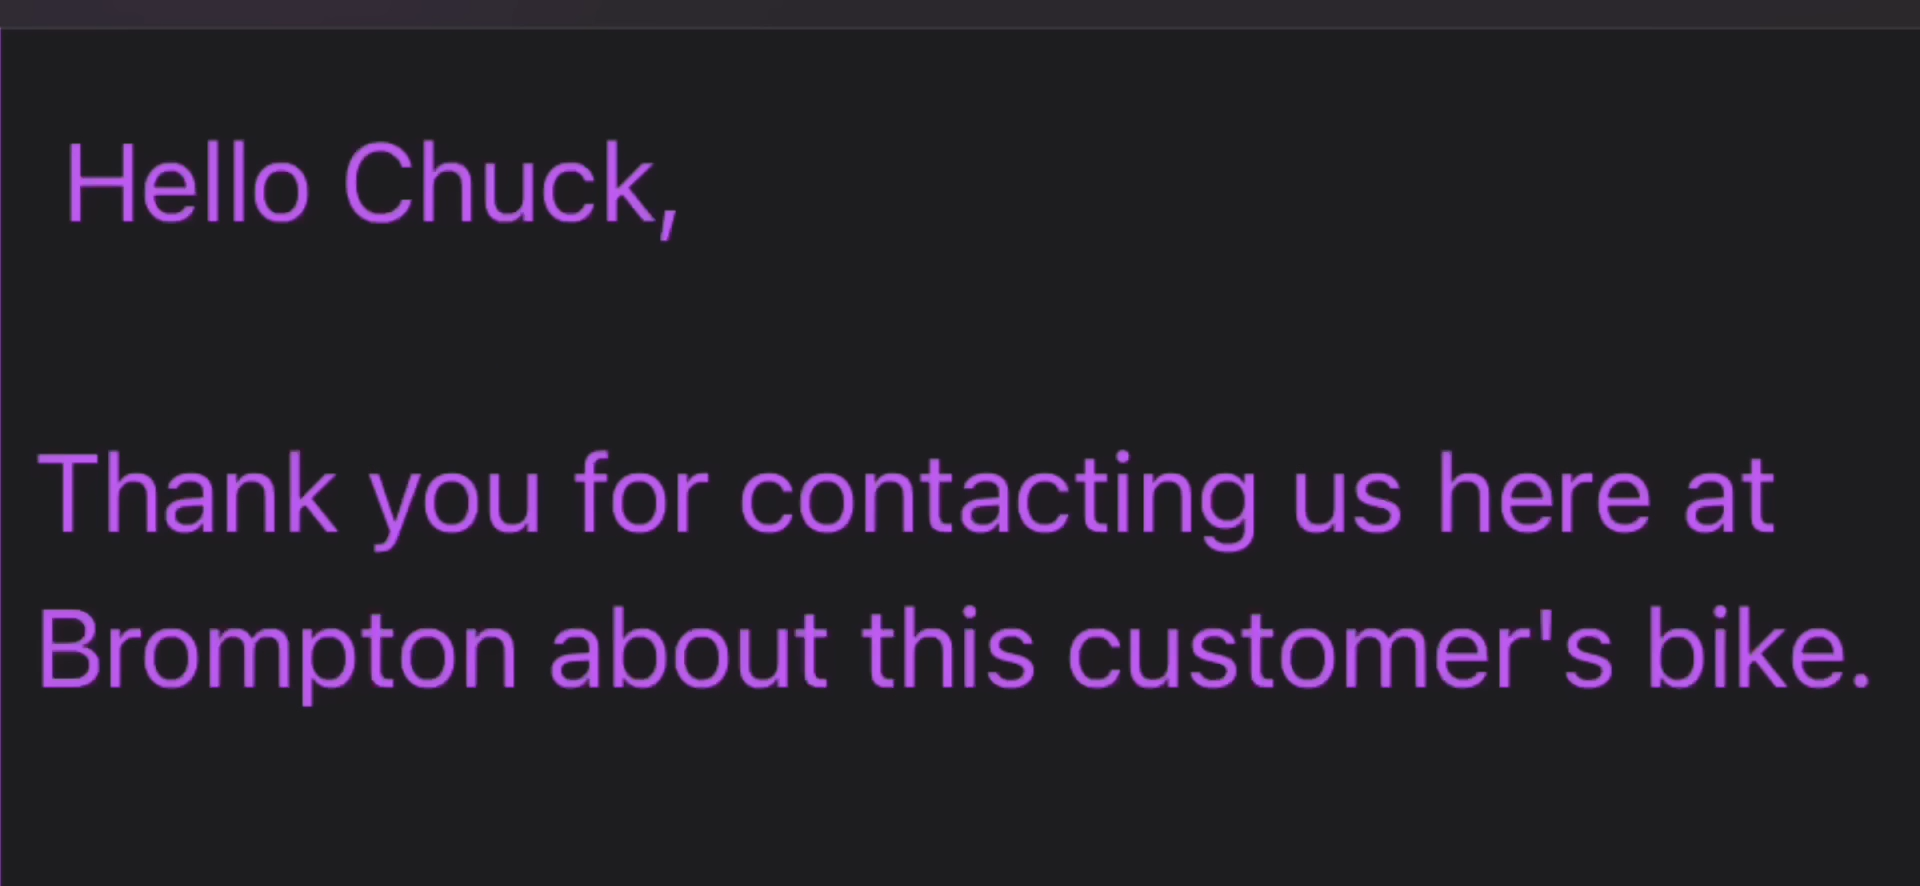 Hello Chuck,
Thank you for contacting us here at
Brompton about this customer's bike.